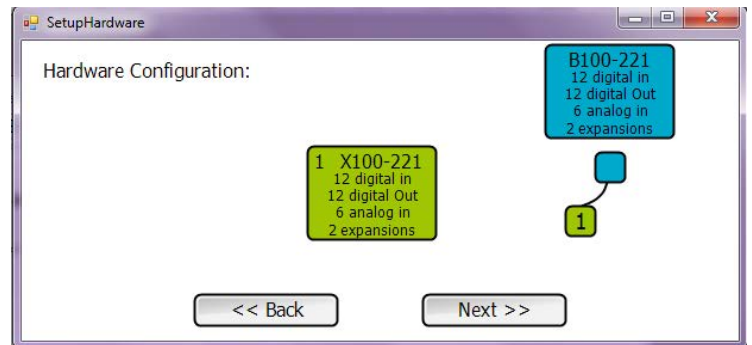 SetupHardware
Hardware Configuration:
B100-221
12 digital in
12 digital Out
6 analog in
2 expansions
1 X100-221
12 digital in
12 digital Out
6 analog in
2 expansions
1
<< Back
Next >>